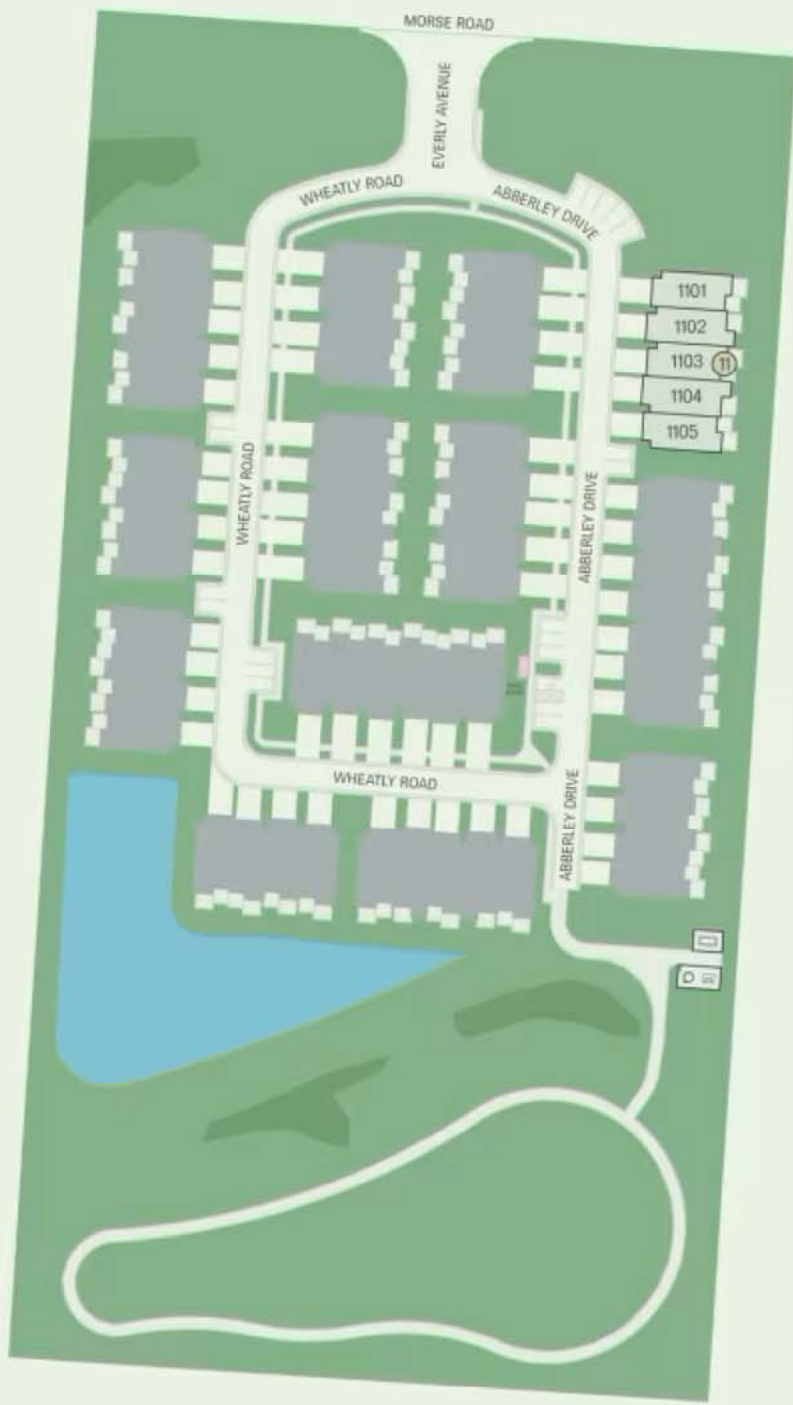 MORSE ROAD
EVERLY AVENUE
WHEATLY ROAD
ABBERLEY DRIVE
1101
1102
1103
11
1104
1105
WHEATLY ROAD
ABBERLEY DRIVE
WHEATLY ROAD
ABBERLEY DRIVE